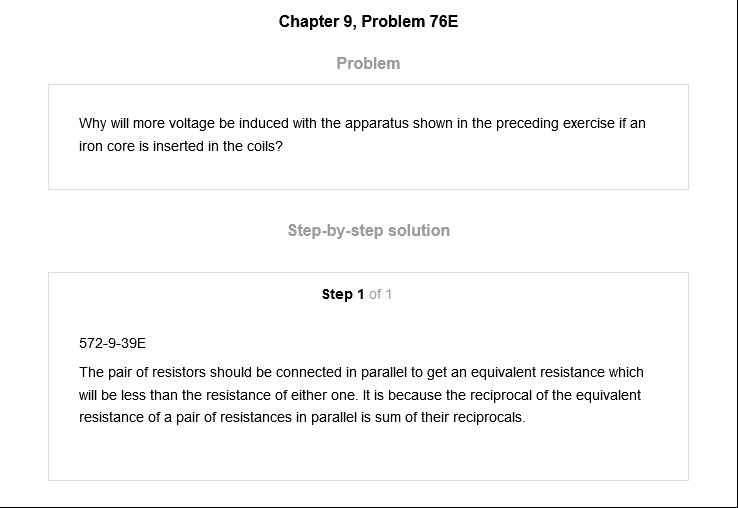 Chapter 9, Problem 76E
Problem
Why will more voltage be induced with the apparatus shown in the preceding exercise if an
iron core is inserted in the coils?
Step-by-step solution
Step 1 of 1
572-9-39E
The pair of resistors should be connected in parallel to get an equivalent resistance which
will be less than the resistance of either one. It is because the reciprocal of the equivalent
resistance of a pair of resistances in parallel is sum of their reciprocals.